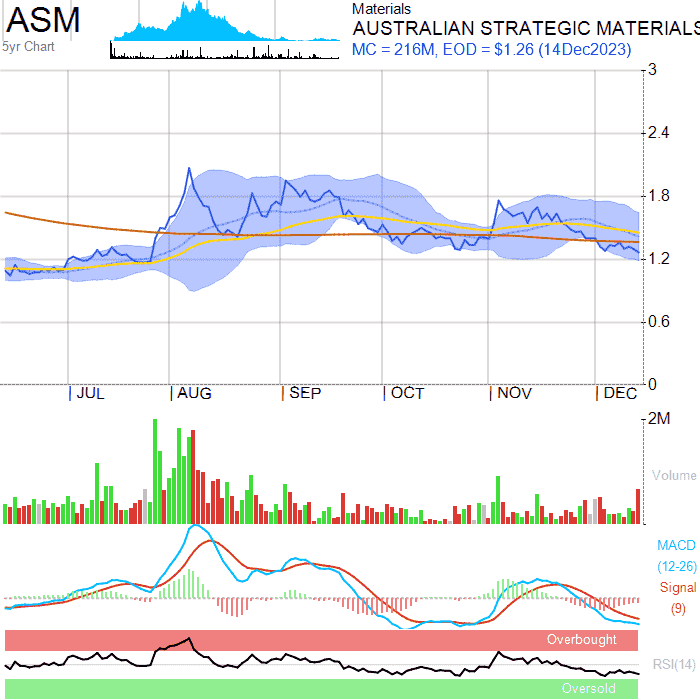 ASM
5yr Chart
Materials
AUSTRALIAN STRATEGIC MATERIALS
MC = 216M, EOD = $1.26 (14Dec2023)
3
2.4
1.8
1.2
0.6
0
JUL
AUG
SEP
OCT
NOV
DEC
2M
Volume
MACD
(12-26)
Signal
(9)
Overbought
RSI(14)
Oversold